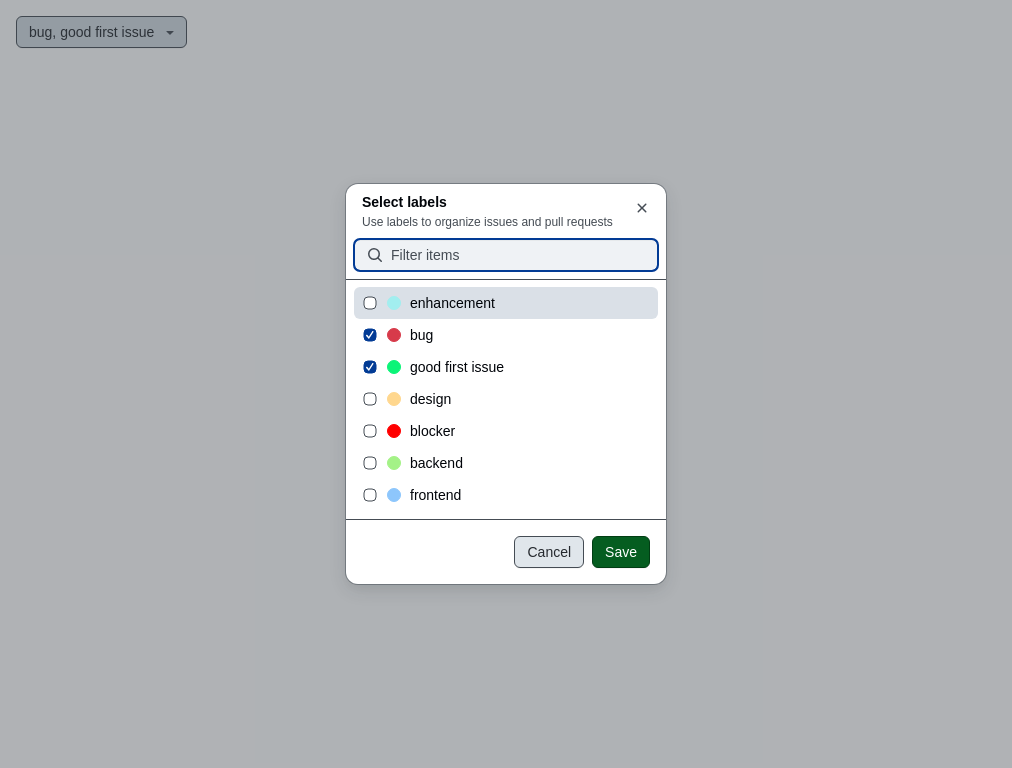 bug, good first issue
Select labels
Use labels to organize issues and pull requests
Filter items
enhancement
bug
good first issue
design
blocker
backend
frontend
Cancel Save